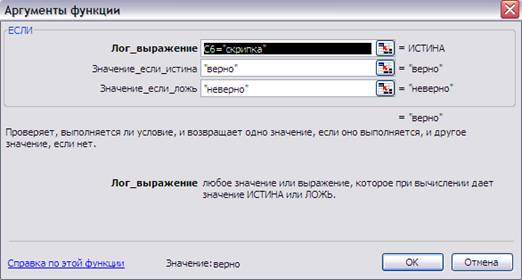 Аргументы функции
ЕСЛИ
Лог_выражение C6="скрипка" = ИСТИНА
Значение_если_истина "верно" = "верно"
Значение_если_ложь "неверно" = "неверно"
= "верно"
Проверяет, выполняется ли условие, и возвращает одно значение, если оно выполняется, и другое
значение, если нет.
Лог_выражение любое значение или выражение, которое при вычислении дает
значение ИСТИНА или ЛОЖЬ.
Справка по этой функции Значение:верно OK Отмена